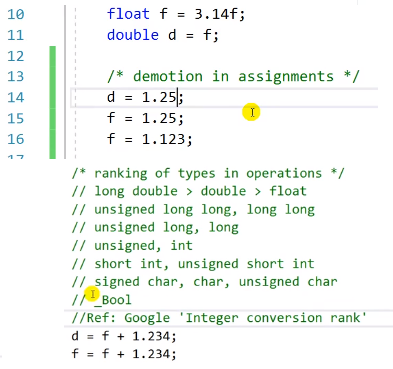 10 float f = 3.14f;
11 double d = f;
12
13 /* demotion in assignments */
14 d = 1.25;
15 f = 1.25;
16 f = 1.123;
/* ranking of types in operations */
// long double > double > float
// unsigned long long, long long
// unsigned long, long
// unsigned, int
// short int, unsigned short int
// signed char, char, unsigned char
// _Bool
//Ref: Google 'Integer conversion rank'
d = f + 1.234;
f = f + 1.234;